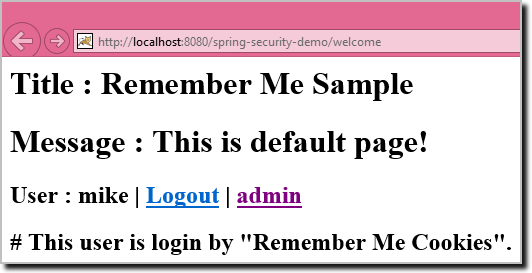 http://localhost:8080/spring-security-demo/welcome
Title : Remember Me Sample
Message : This is default page!
User : mike | Logout | admin
# This user is login by "Remember Me Cookies".